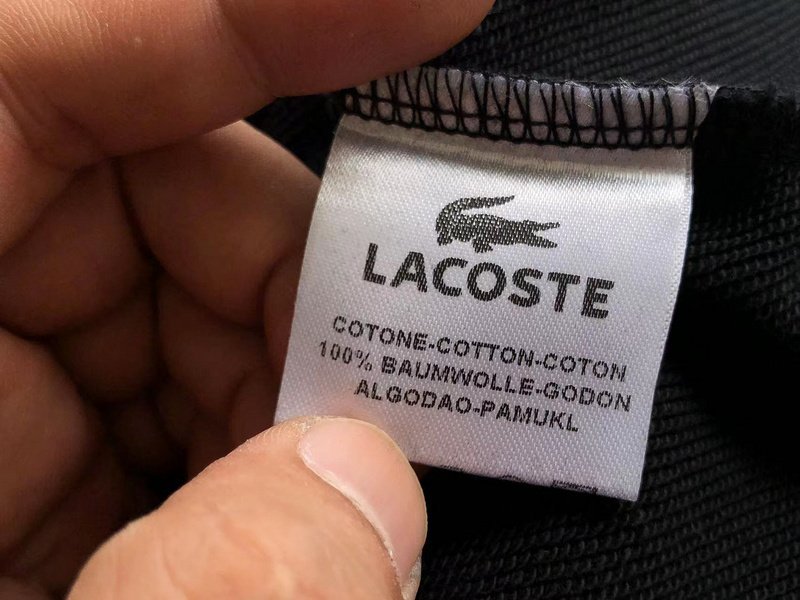 LACOSTE
COTONE-COTTON-COTON
100% BAUMWOLLE-GODON
ALGODAO-PAMUKL